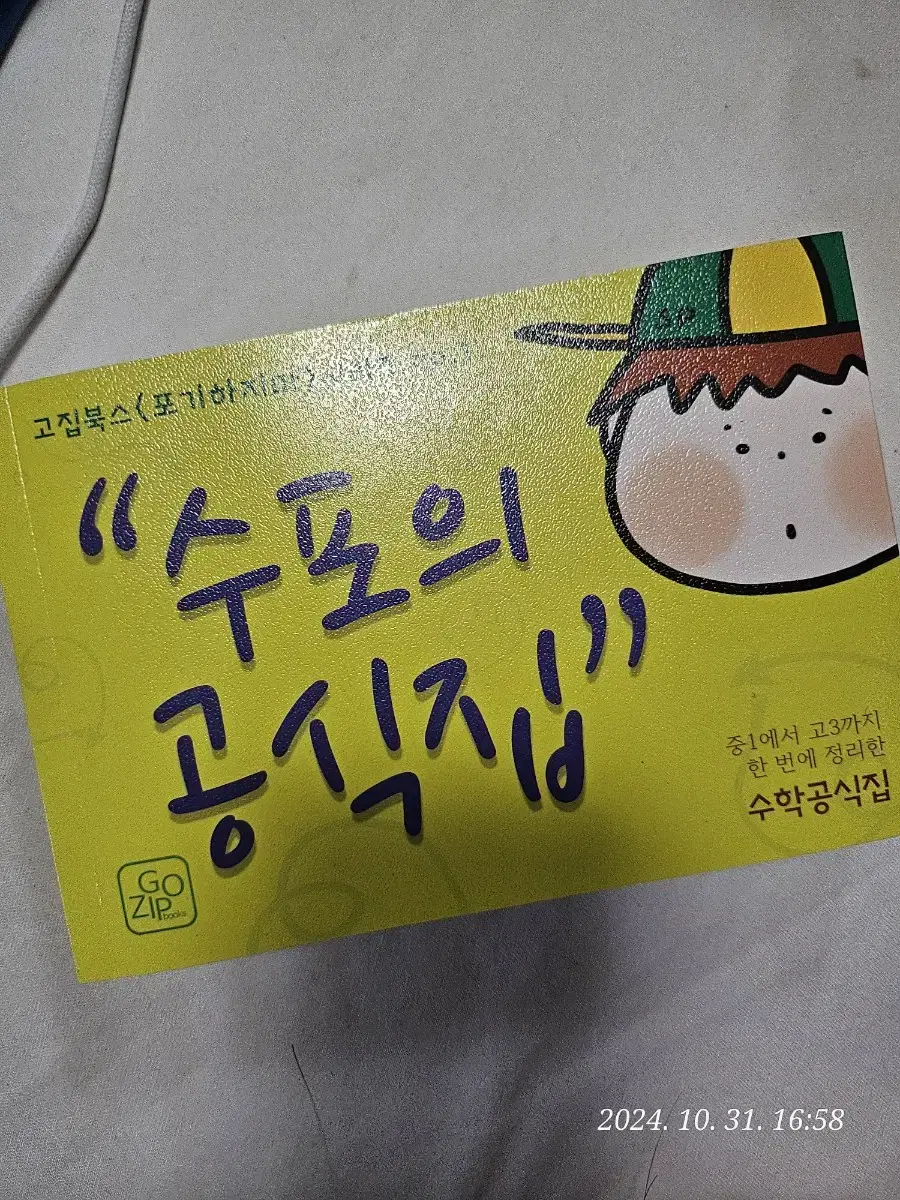 고집북스<포기하지마>
“수포의
공식집”
중1에서 고3까지
한 번에 정리한
수학공식집
GO
ZIP books
2024. 10. 31. 16:58